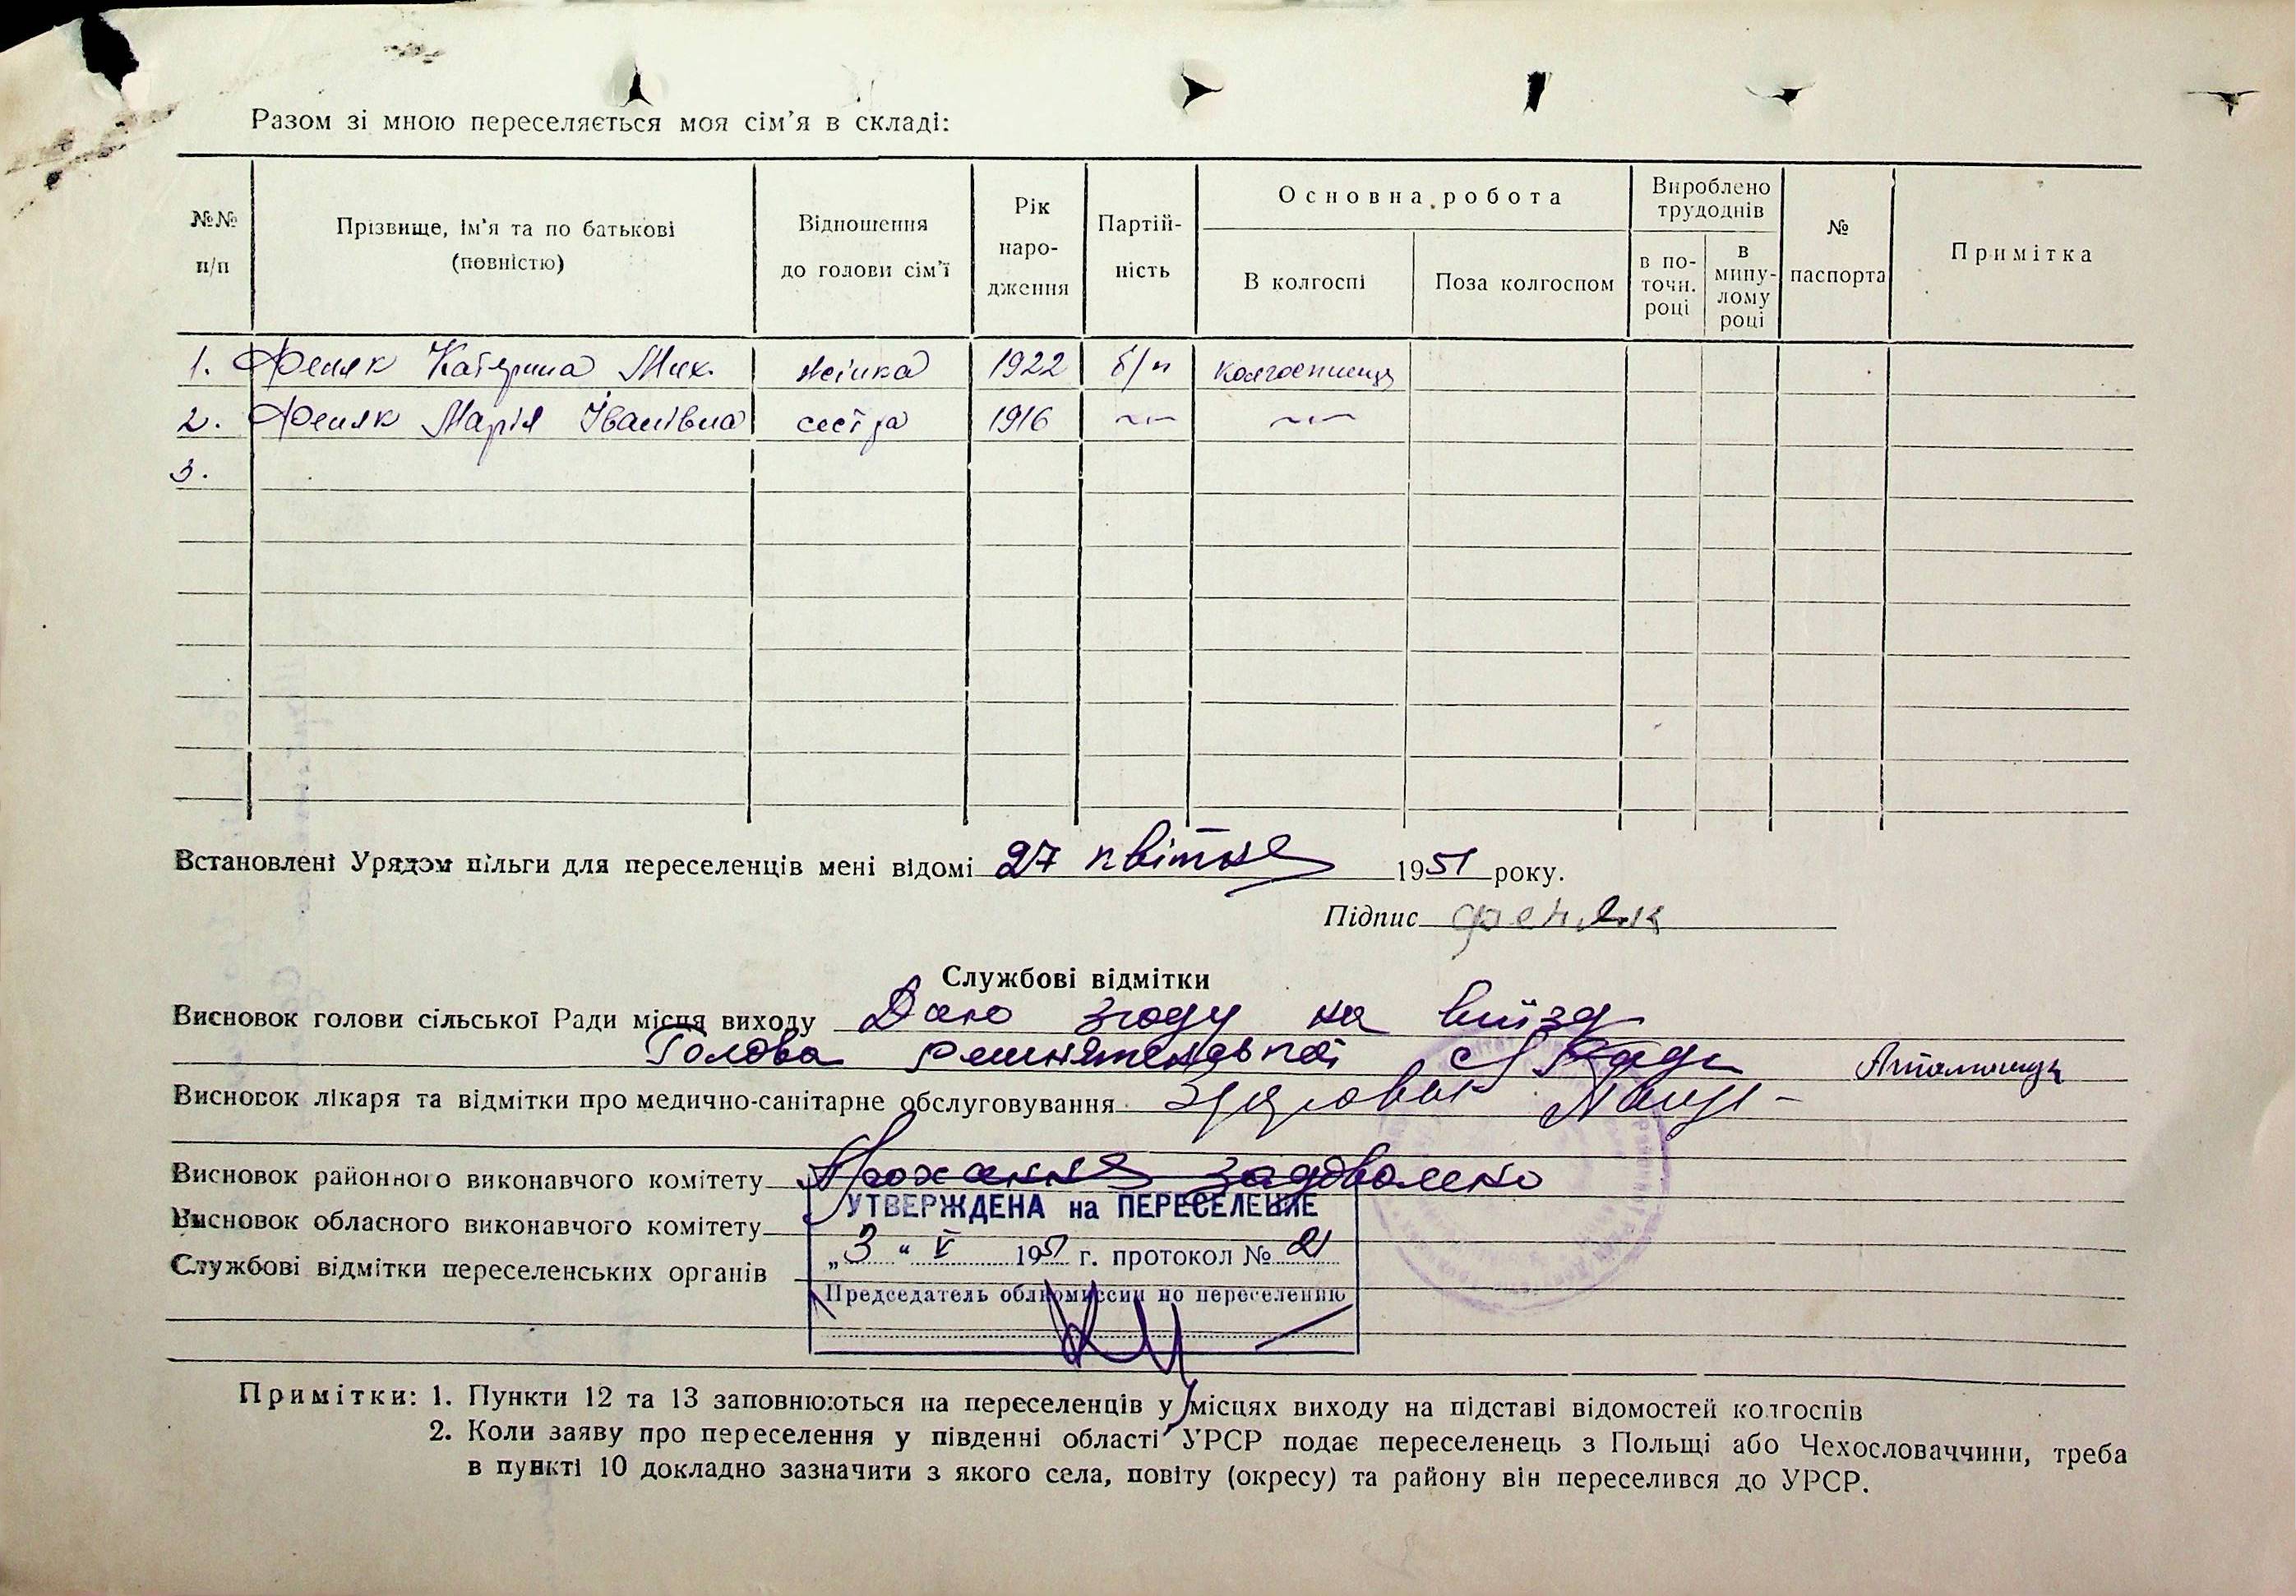 Разом зі мною переселяється моя сім'я в складі:
№№ п/п
Прізвище, ім'я та по батькові (повністю)
Відношення до голови сім'ї
Рік народження
Партійність
Основна робота
В колгоспі
Поза колгоспом
Вироблено трудоднів
в поточн. році
в минулому році
№ паспорта
Примітка
1. Феняк Катерина Мих. жінка 1922 б/п колгоспниця
2. Феняк Марія Іванівна сестра 1916 —〃— —〃—
3.
Встановлені Урядом пільги для переселенців мені відомі 27 квітня 1951 року.
Підпис Феняк
Службові відмітки
Висновок голови сільської Ради місця виходу Даю згоду на виїзд
Голова с/Ради
Висновок лікаря та відмітки про медично-санітарне обслуговування Здорові
Висновок районного виконавчого комітету Прохання задоволено
Висновок обласного виконавчого комітету
УТВЕРЖДЕНА на ПЕРЕСЕЛЕНИЕ
„3“ V 1951 г. протокол № 21
Службові відмітки переселенських органів
Председатель облкомиссии по переселению
Примітки: 1. Пункти 12 та 13 заповнюються на переселенців у місцях виходу на підставі відомостей колгоспів
2. Коли заяву про переселення у південні області УРСР подає переселенець з Польщі або Чехословаччини, треба
в пункті 10 докладно зазначити з якого села, повіту (окресу) та району він переселився до УРСР.